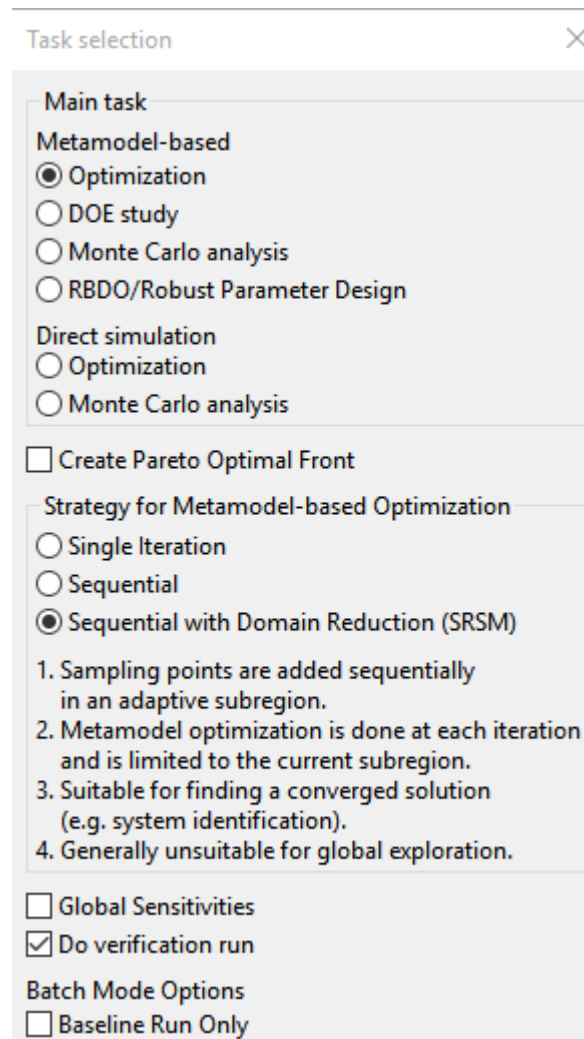 Task selection
Main task
Metamodel-based
Optimization
DOE study
Monte Carlo analysis
RBDO/Robust Parameter Design
Direct simulation
Optimization
Monte Carlo analysis
Create Pareto Optimal Front
Strategy for Metamodel-based Optimization
Single Iteration
Sequential
Sequential with Domain Reduction (SRSM)
1. Sampling points are added sequentially
in an adaptive subregion.
2. Metamodel optimization is done at each iteration
and is limited to the current subregion.
3. Suitable for finding a converged solution
(e.g. system identification).
4. Generally unsuitable for global exploration.
Global Sensitivities
Do verification run
Batch Mode Options
Baseline Run Only